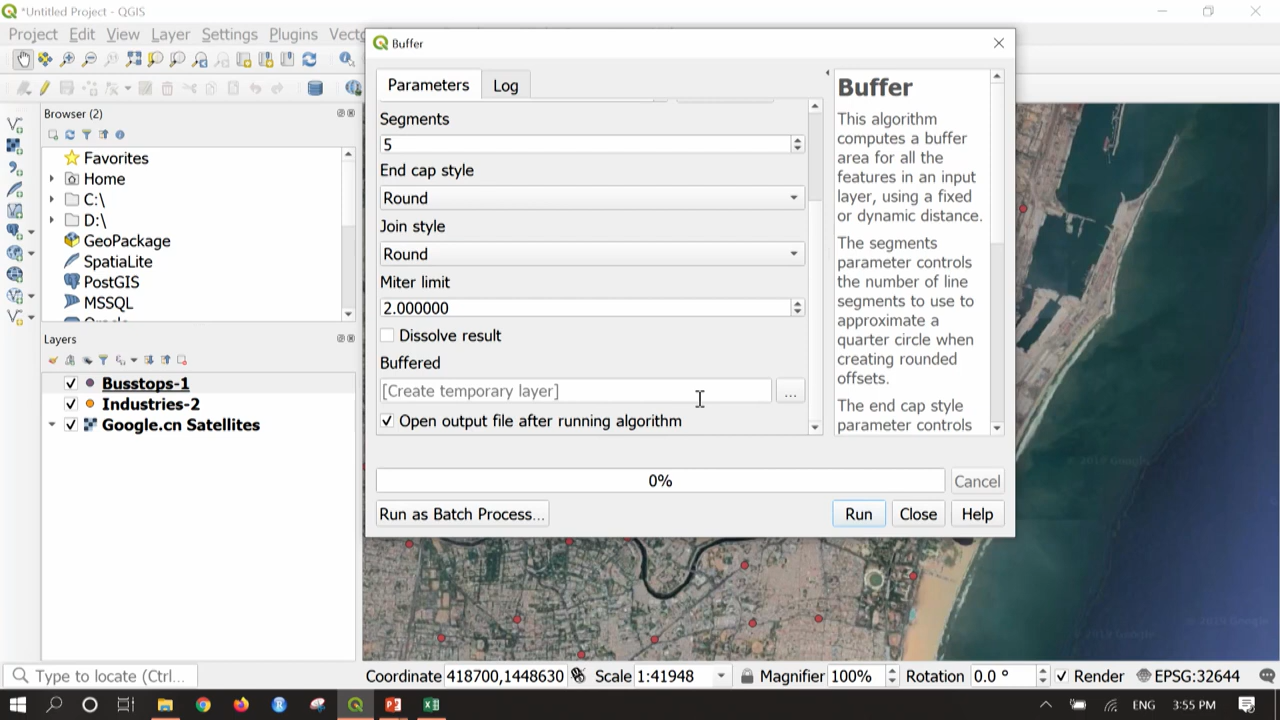 *Untitled Project - QGIS
Project Edit View Layer Settings Plugins Vect
Buffer
Parameters Log
Segments
5
End cap style
Round
Join style
Round
Miter limit
2.000000
Dissolve result
Buffered
[Create temporary layer]
...
Open output file after running algorithm
0%
Cancel
Run as Batch Process...
Run Close Help
Buffer
This algorithm
computes a buffer
area for all the
features in an input
layer, using a fixed
or dynamic distance.
The segments
parameter controls
the number of line
segments to use to
approximate a
quarter circle when
creating rounded
offsets.
The end cap style
parameter controls
Browser (2)
Favorites
Home
C:\
D:\
GeoPackage
SpatiaLite
PostGIS
MSSQL
Layers
Busstops-1
Industries-2
Google.cn Satellites
Type to locate (Ctrl...
Coordinate 418700,1448630 Scale 1:41948 Magnifier 100% Rotation 0.0 ° Render EPSG:32644
ENG 3:55 PM